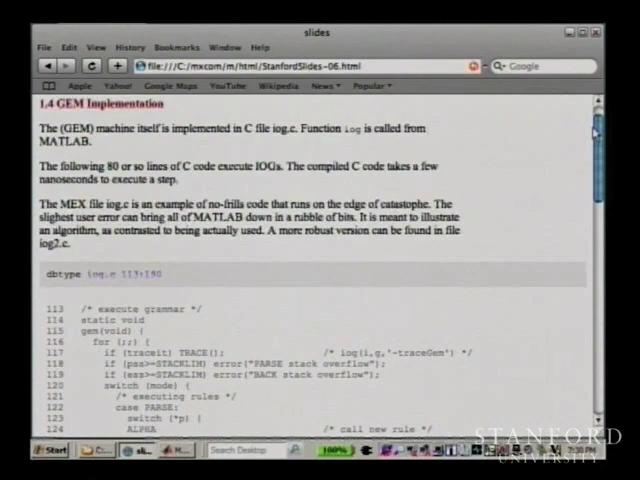 slides
File Edit View History Bookmarks Window Help
file:///C:/mxcom/m/html/StanfordSlides-06.html
Google
Apple Yahoo! Google Maps YouTube Wikipedia News Popular
1.4 GEM Implementation
The (GEM) machine itself is implemented in C file iog.c. Function iog is called from
MATLAB.
The following 80 or so lines of C code execute IOGs. The compiled C code takes a few
nanoseconds to execute a step.
The MEX file iog.c is an example of no-frills code that runs on the edge of catastophe. The
slighest user error can bring all of MATLAB down in a rubble of bits. It is meant to illustrate
an algorithm, as contrasted to being actually used. A more robust version can be found in file
iog2.c.
dbtype iog.c 113:190
113 /* execute grammar */
114 static void
115 gem(void) {
116 for (;;) {
117 if (traceit) TRACE(); /* iog(i,g,'-traceGem') */
118 if (pss>=STACKLIM) error("PARSE stack overflow");
119 if (ess>=STACKLIM) error("BACK stack overflow");
120 switch (mode) {
121 /* executing rules */
122 case PARSE:
123 switch (*p) {
124 ALPHA /* call new rule */
Start C... sli... M... Search Desktop 100% 7:50 PM
STANFORD
UNIVERSITY